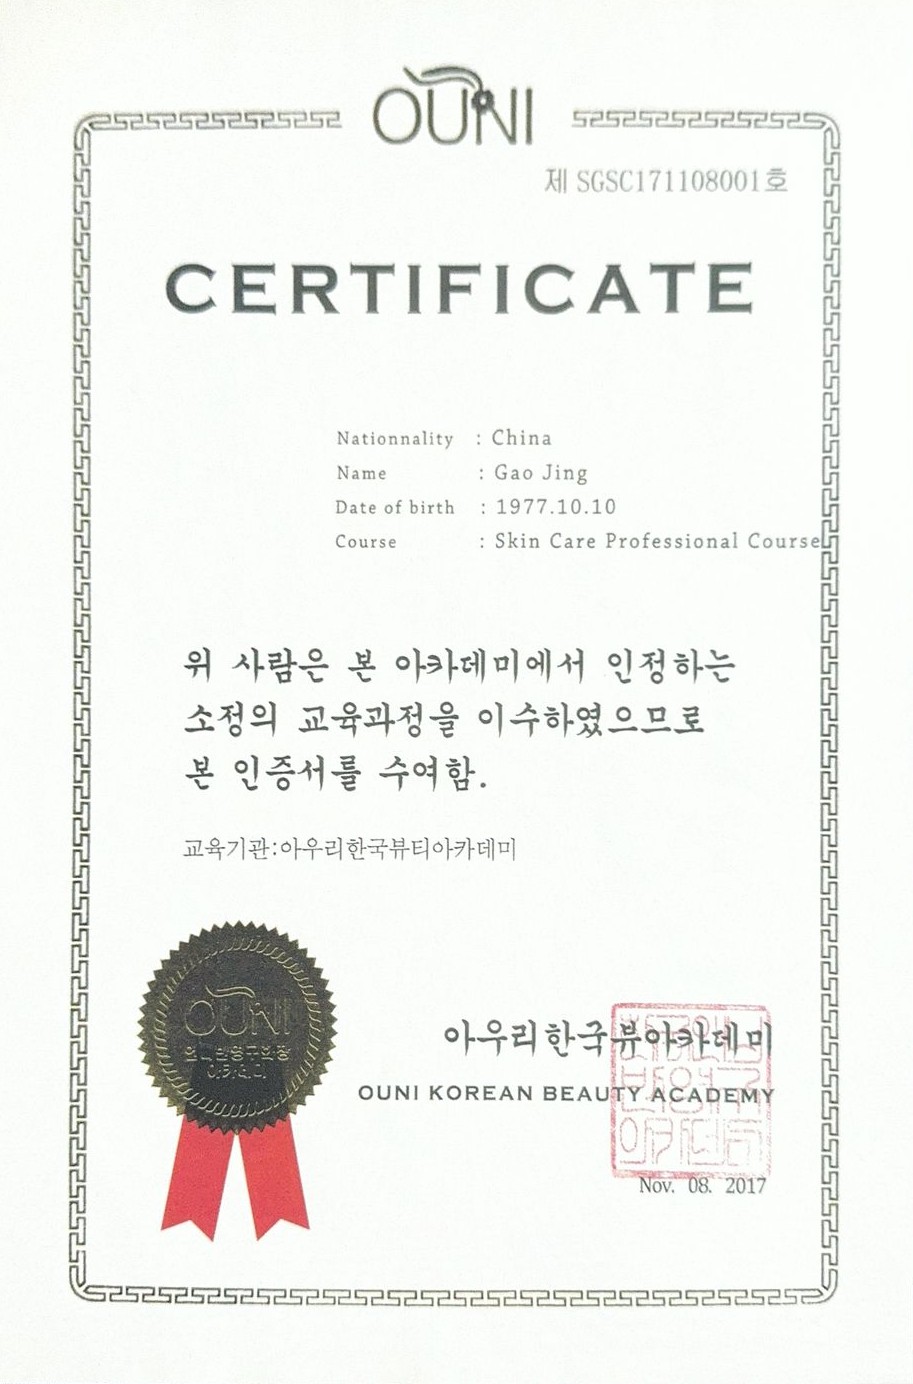 OUNI
제 SGSC171108001호
CERTIFICATE
Nationnality : China
Name : Gao Jing
Date of birth : 1977.10.10
Course : Skin Care Professional Course
위 사람은 본 아카데미에서 인정하는
소정의 교육과정을 이수하였으므로
본 인증서를 수여함.
교육기관:아우리한국뷰티아카데미
OUNI
아카데미
아우리한국뷰아카데미
OUNI KOREAN BEAUTY ACADEMY
Nov. 08. 2017